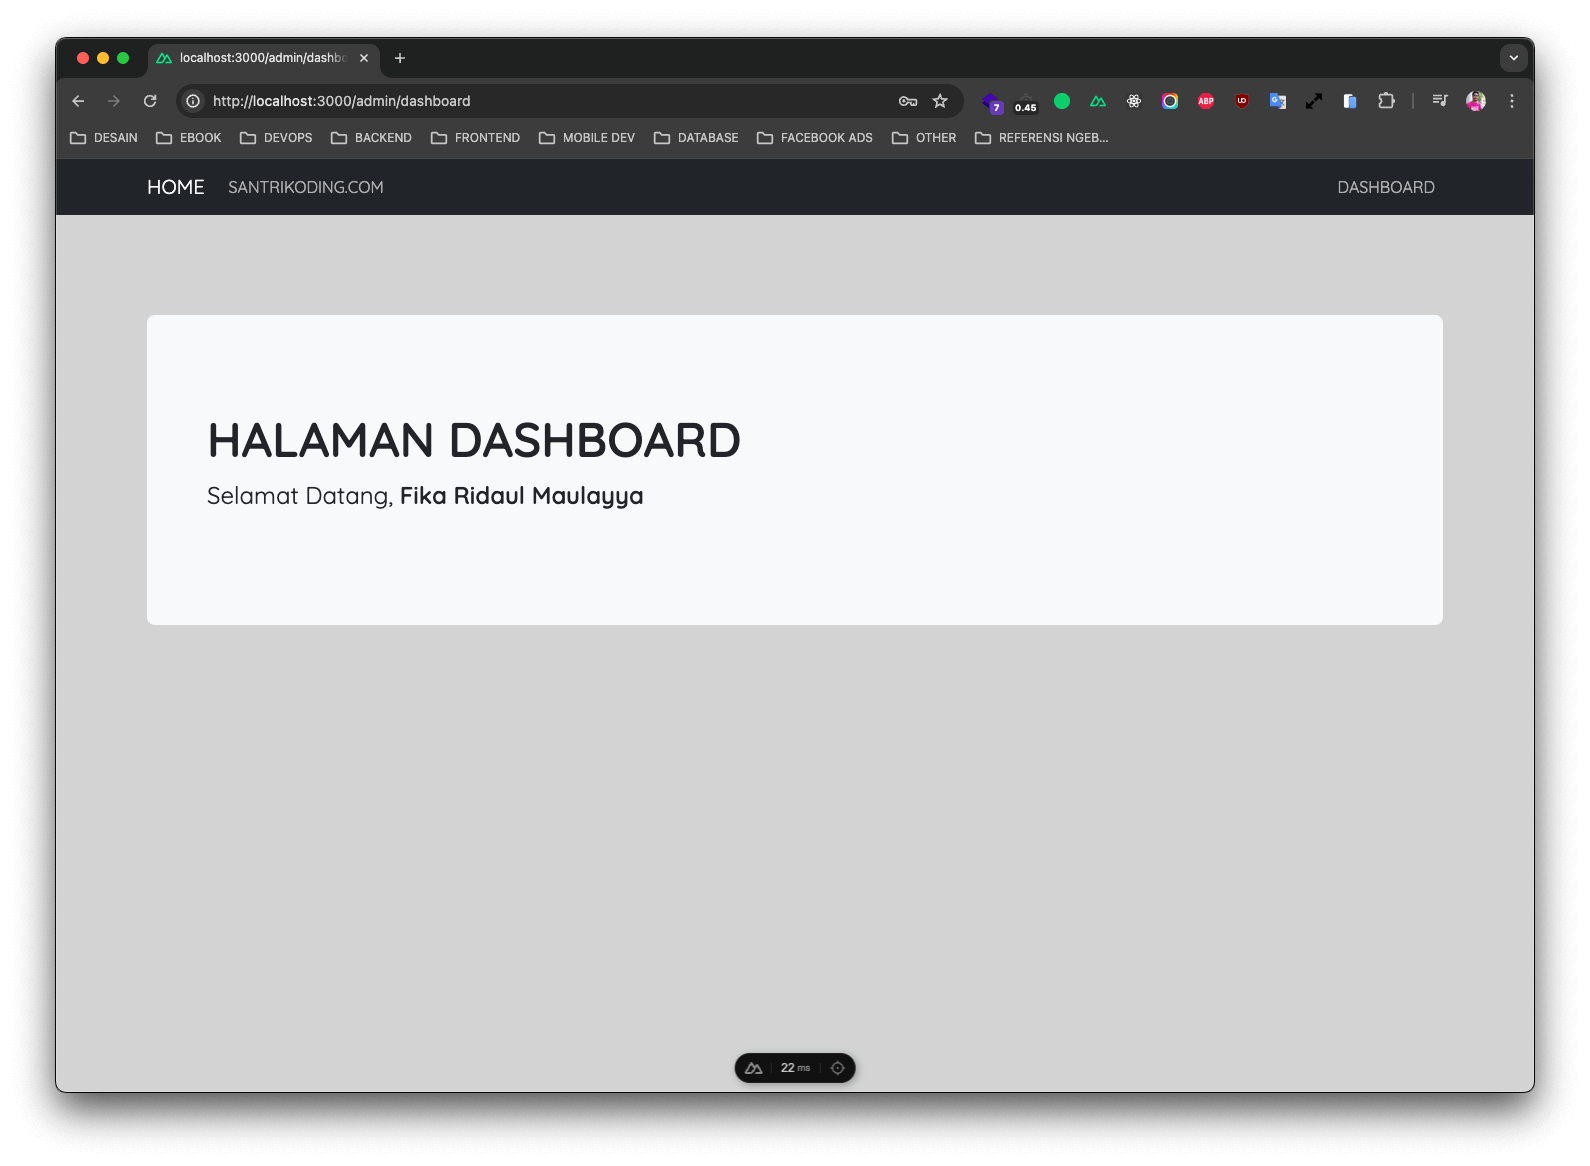 localhost:3000/admin/dashbo
http://localhost:3000/admin/dashboard
7
0.45
ABP
DESAIN EBOOK DEVOPS BACKEND FRONTEND MOBILE DEV DATABASE FACEBOOK ADS OTHER REFERENSI NGEB...
HOME SANTRIKODING.COM DASHBOARD
HALAMAN DASHBOARD
Selamat Datang, Fika Ridaul Maulayya
22 ms